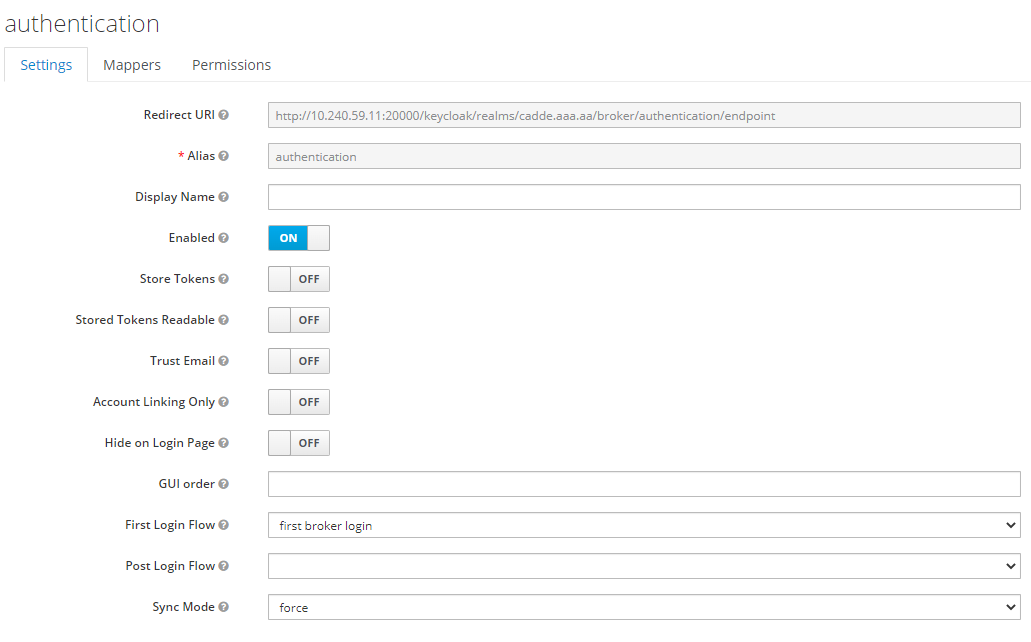 authentication
Settings Mappers Permissions
Redirect URI http://10.240.59.11:20000/keycloak/realms/cadde.aaa.aa/broker/authentication/endpoint
* Alias authentication
Display Name
Enabled ON
Store Tokens OFF
Stored Tokens Readable OFF
Trust Email OFF
Account Linking Only OFF
Hide on Login Page OFF
GUI order
First Login Flow first broker login
Post Login Flow
Sync Mode force